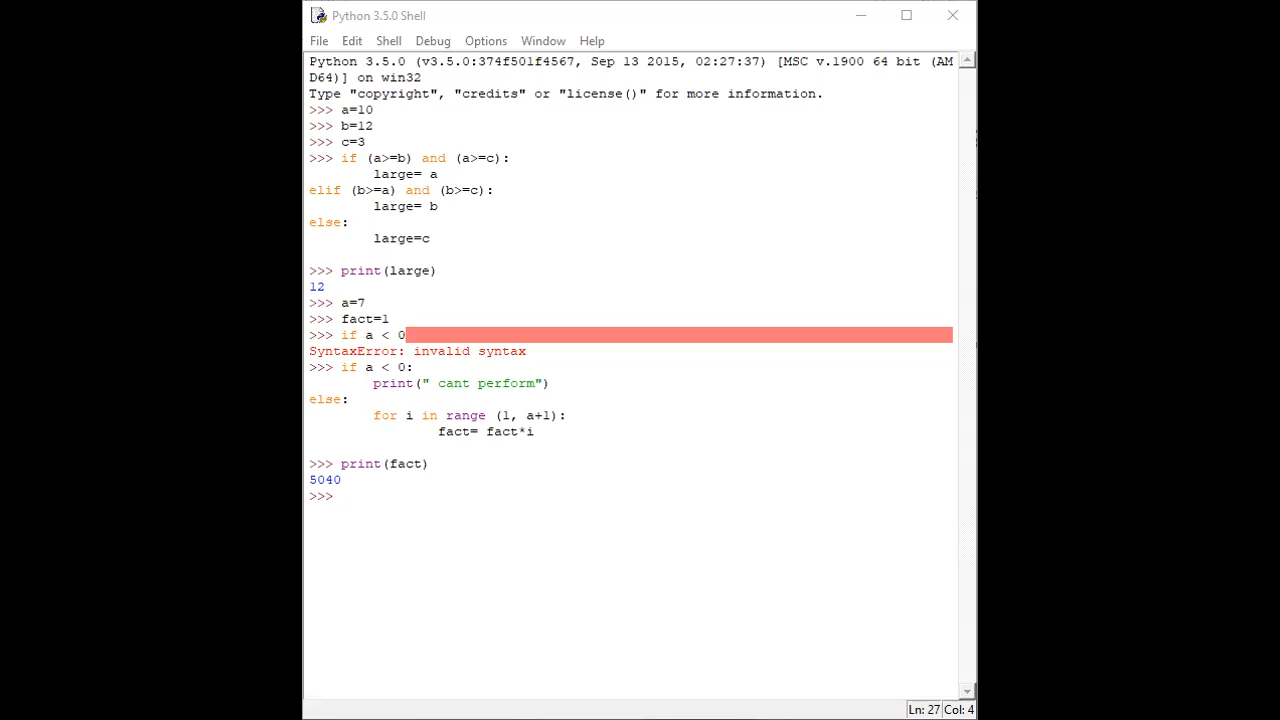 Python 3.5.0 Shell
File Edit Shell Debug Options Window Help
Python 3.5.0 (v3.5.0:374f501f4567, Sep 13 2015, 02:27:37) [MSC v.1900 64 bit (AM
D64)] on win32
Type "copyright", "credits" or "license()" for more information.
>>> a=10
>>> b=12
>>> c=3
>>> if (a>=b) and (a>=c):
        large= a
elif (b>=a) and (b>=c):
        large= b
else:
        large=c
>>> print(large)
12
>>> a=7
>>> fact=1
>>> if a < 0
SyntaxError: invalid syntax
>>> if a < 0:
        print(" cant perform")
else:
        for i in range (1, a+1):
                fact= fact*i
>>> print(fact)
5040
>>>
Ln: 27 Col: 4